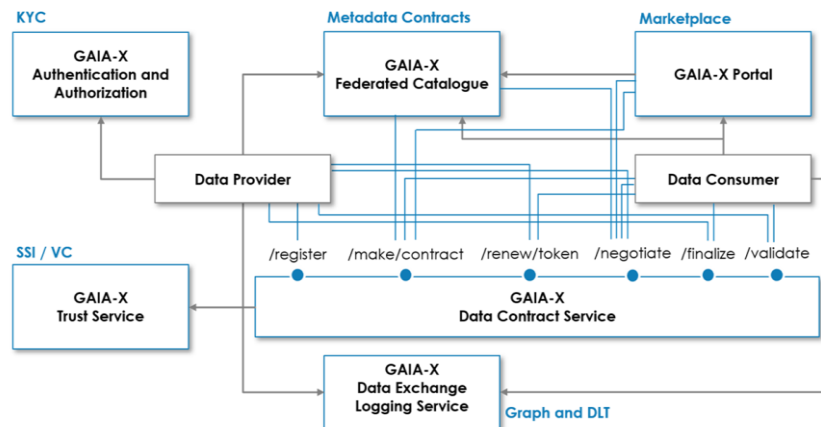 KYC
Metadata Contracts
Marketplace
GAIA-X
Authentication and
Authorization
GAIA-X
Federated Catalogue
GAIA-X Portal
Data Provider
Data Consumer
/register
/make/contract
/renew/token
/negotiate
/finalize
/validate
SSI / VC
GAIA-X
Trust Service
GAIA-X
Data Contract Service
GAIA-X
Data Exchange
Logging Service
Graph and DLT